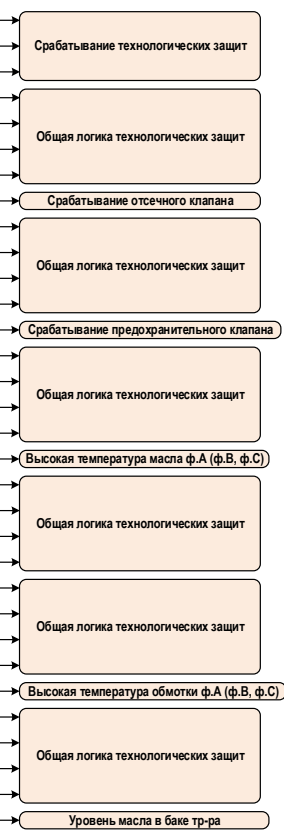 Срабатывание технологических защит
Общая логика технологических защит
Срабатывание отсечного клапана
Общая логика технологических защит
Срабатывание предохранительного клапана
Общая логика технологических защит
Высокая температура масла ф.А (ф.В, ф.С)
Общая логика технологических защит
Общая логика технологических защит
Высокая температура обмотки ф.А (ф.В, ф.С)
Общая логика технологических защит
Уровень масла в баке тр-ра